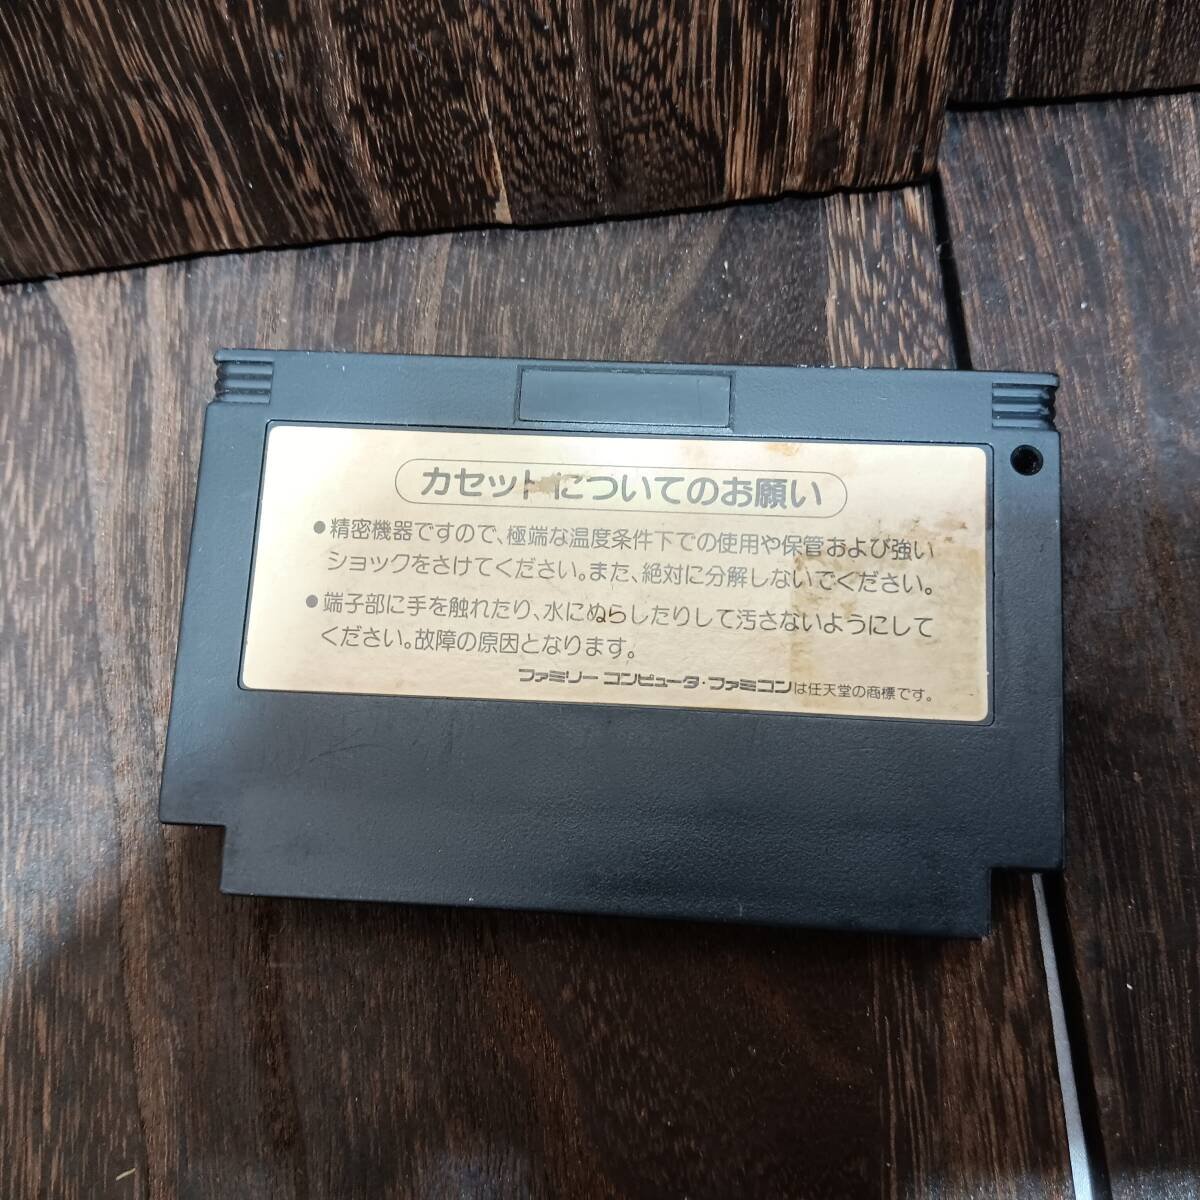 カセットについてのお願い
●精密機器ですので、極端な温度条件下での使用や保管および強い
ショックをさけてください。また、絶対に分解しないでください。
●端子部に手を触れたり、水にぬらしたりして汚さないようにして
ください。故障の原因となります。
ファミリーコンピュータ・ファミコンは任天堂の商標です。